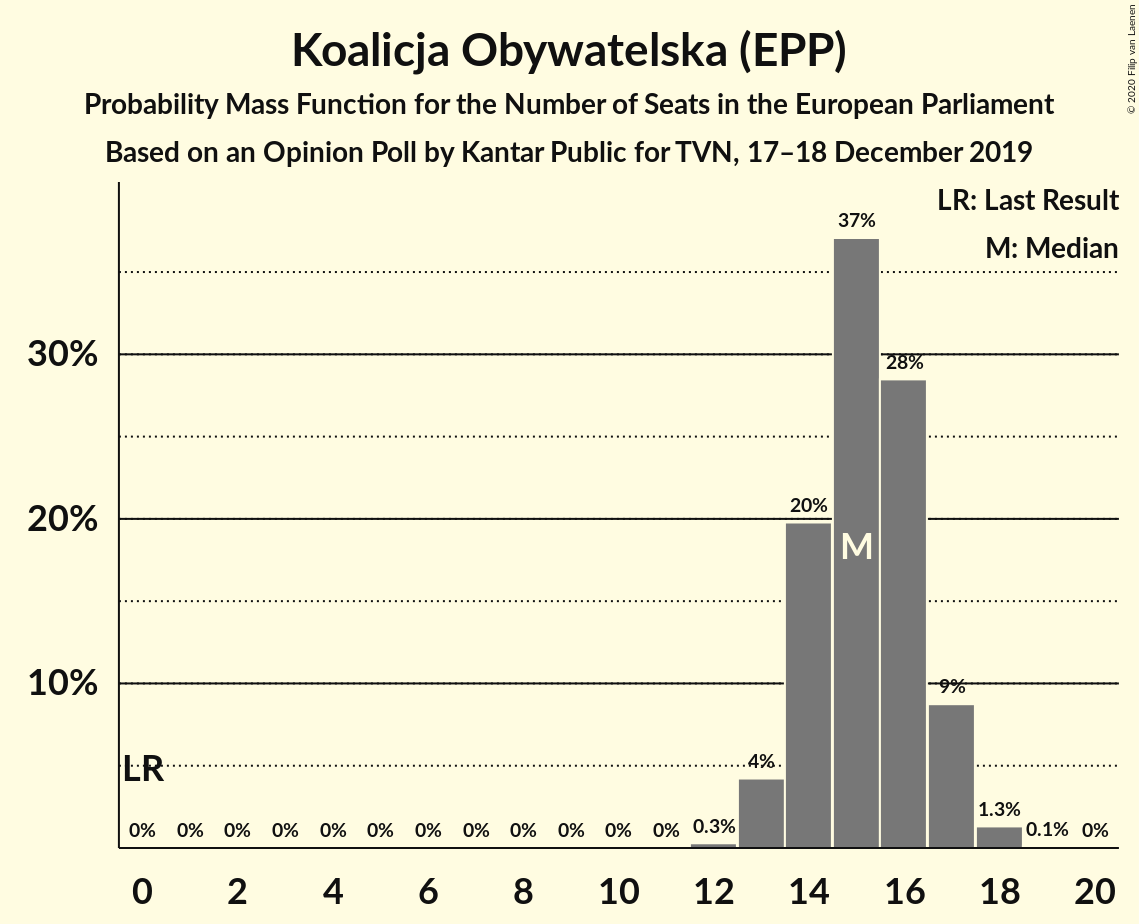 Koalicja Obywatelska (EPP)
Probability Mass Function for the Number of Seats in the European Parliament
Based on an Opinion Poll by Kantar Public for TVN, 17–18 December 2019
© 2020 Filip van Laenen
LR: Last Result
M: Median
37%
30%
28%
20%
20%
M
10%
9%
LR
4%
0% 0% 0% 0% 0% 0% 0% 0% 0% 0% 0% 0% 0.3% 1.3% 0.1% 0%
0 2 4 6 8 10 12 14 16 18 20